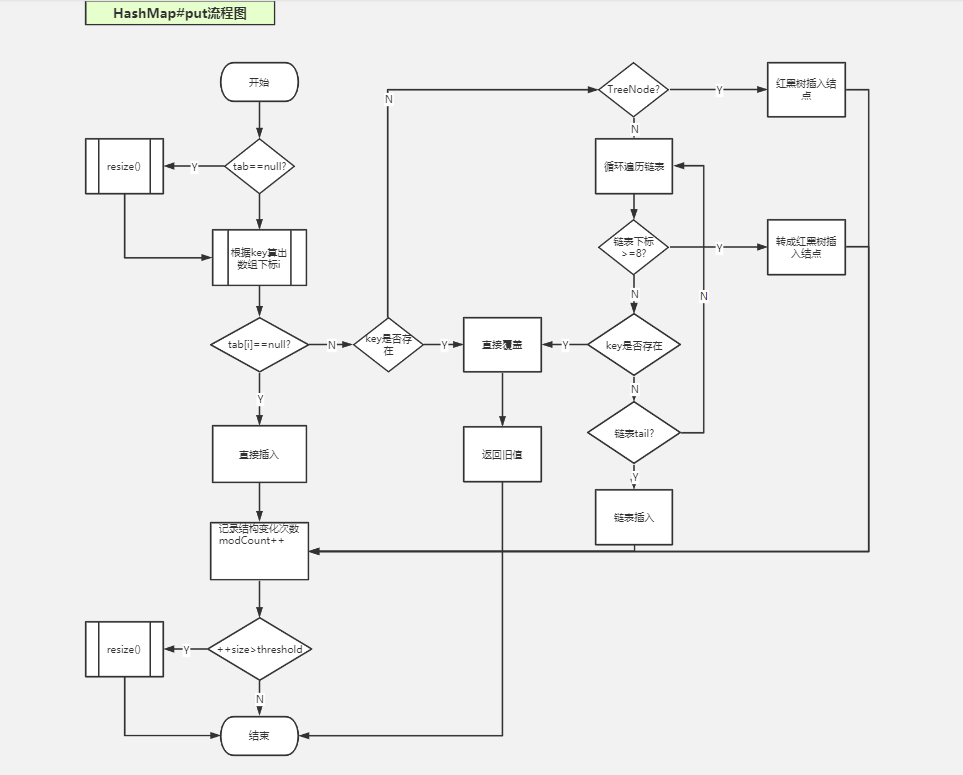 HashMap#put流程图
开始
tab==null?
Y
resize()
根据key算出
数组下标i
tab[i]==null?
N
key是否存
在
N
Y
直接覆盖
返回旧值
Y
直接插入
记录结构变化次数
modCount++
++size>threshold
Y
resize()
N
结束
TreeNode?
Y
红黑树插入结
点
N
循环遍历链表
链表下标
>=8?
Y
转成红黑树插
入结点
N
key是否存在
Y
N
链表tail?
N
Y
链表插入